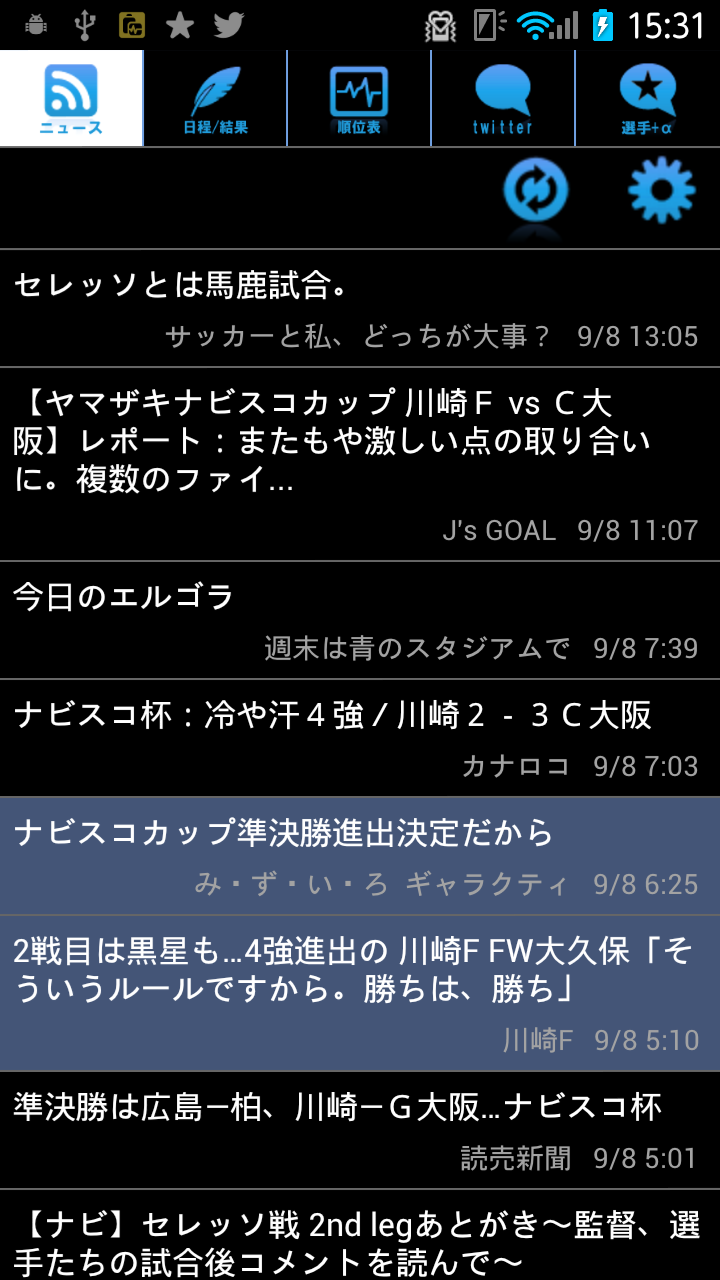 15:31
ニュース
日程/結果
順位表
twitter
選手+α
セレッソとは馬鹿試合。
サッカーと私、どっちが大事？ 9/8 13:05
【ヤマザキナビスコカップ 川崎Ｆ vs Ｃ大
阪】レポート：またもや激しい点の取り合い
に。複数のファイ...
J's GOAL 9/8 11:07
今日のエルゴラ
週末は青のスタジアムで 9/8 7:39
ナビスコ杯：冷や汗４強／川崎２ - ３Ｃ大阪
カナロコ 9/8 7:03
ナビスコカップ準決勝進出決定だから
み・ず・い・ろ ギャラクティ 9/8 6:25
2戦目は黒星も...4強進出の 川崎F FW大久保「そ
ういうルールですから。勝ちは、勝ち」
川崎F 9/8 5:10
準決勝は広島－柏、川崎－Ｇ大阪...ナビスコ杯
読売新聞 9/8 5:01
【ナビ】セレッソ戦 2nd legあとがき～監督、選
手たちの試合後コメントを読んで～